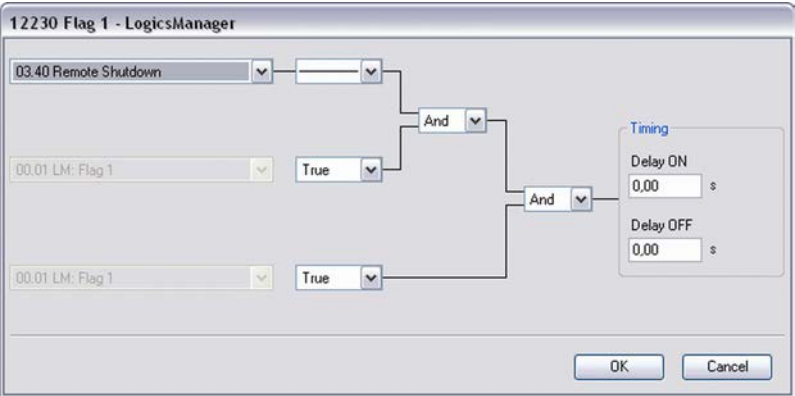 12230 Flag 1 - LogicsManager
03.40 Remote Shutdown
And
Timing
Delay ON
00.01 LM: Flag 1 True
0,00 s
And
Delay OFF
0,00 s
00.01 LM: Flag 1 True
OK Cancel